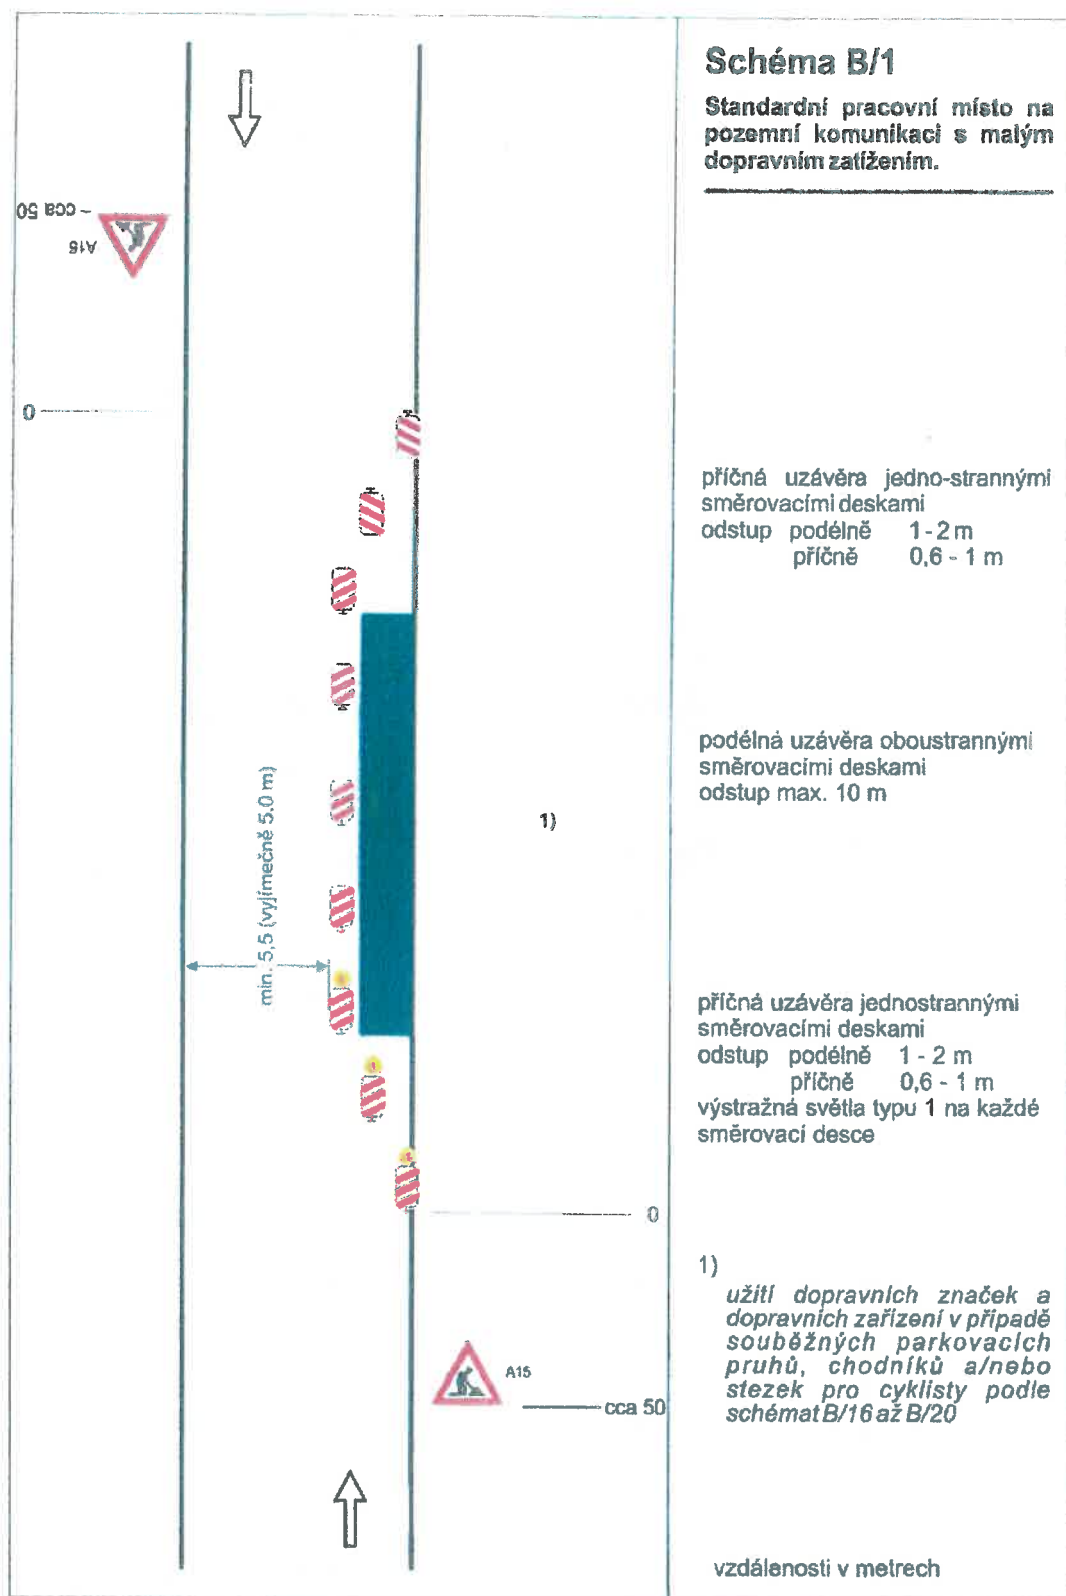 Schéma B/1
Standardní pracovní místo na
pozemní komunikaci s malým
dopravním zatížením.
cca 50
A15
0
příčná uzávěra jedno-strannými
směrovacími deskami
odstup podélně 1-2 m
příčně 0,6 - 1 m
podélná uzávěra oboustrannými
směrovacími deskami
odstup max. 10 m
1)
min. 5,5 (vyjímečně 5.0 m)
příčná uzávěra jednostrannými
směrovacími deskami
odstup podélně 1 - 2 m
příčně 0,6 - 1 m
výstražná světla typu 1 na každé
směrovací desce
0
1)
užití dopravních značek a
dopravních zařízení v případě
souběžných parkovacích
pruhů, chodníků a/nebo
stezek pro cyklisty podle
schémat B/16 až B/20
A15
cca 50
vzdálenosti v metrech